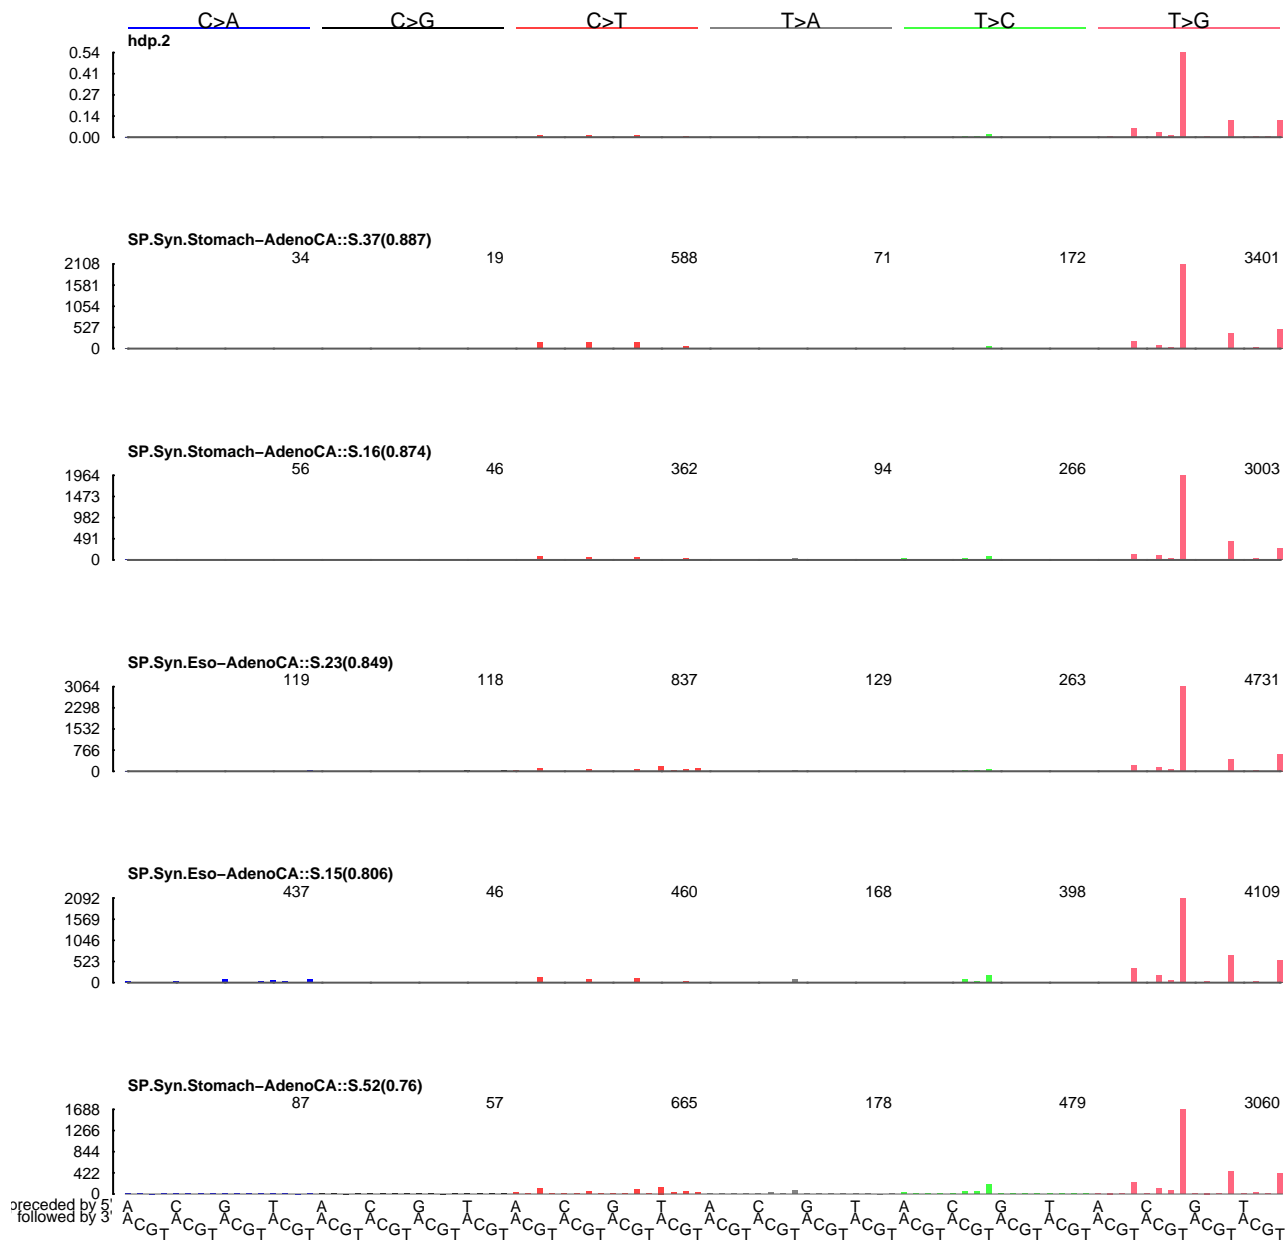 C>A C>G C>T T>A T>C T>G
hdp.2
0.54
0.41
0.27
0.14
0.00
SP.Syn.Stomach−AdenoCA::S.37(0.887)
34 19 588 71 172 3401
2108
1581
1054
527
0
SP.Syn.Stomach−AdenoCA::S.16(0.874)
56 46 362 94 266 3003
1964
1473
982
491
0
SP.Syn.Eso−AdenoCA::S.23(0.849)
119 118 837 129 263 4731
3064
2298
1532
766
0
SP.Syn.Eso−AdenoCA::S.15(0.806)
437 46 460 168 398 4109
2092
1569
1046
523
0
SP.Syn.Stomach−AdenoCA::S.52(0.76)
87 57 665 178 479 3060
1688
1266
844
422
0
preceded by 5' A C G T A C G T A C G T A C G T A C G T A C G T
followed by 3' A C G T A C G T A C G T A C G T A C G T A C G T A C G T A C G T A C G T A C G T A C G T A C G T A C G T A C G T A C G T A C G T A C G T A C G T A C G T A C G T A C G T A C G T A C G T A C G T